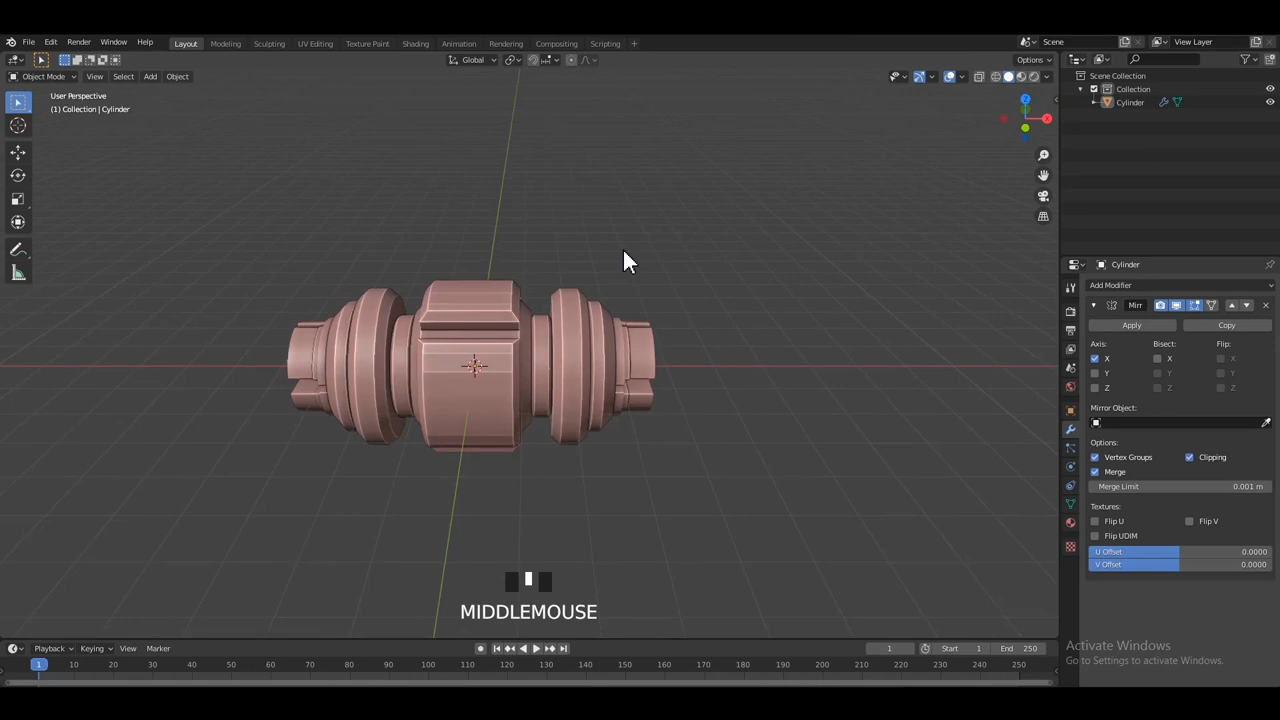 File Edit Render Window Help Layout Modeling Sculpting UV Editing Texture Paint Shading Animation Rendering Compositing Scripting + Scene View Layer
Global Options
Object Mode View Select Add Object
User Perspective
(1) Collection | Cylinder
Z
X
Scene Collection
Collection
Cylinder
Cylinder
Add Modifier
Mirr
Apply Copy
Axis: Bisect: Flip:
X X X
Y Y Y
Z Z Z
Mirror Object:
Options:
Vertex Groups Clipping
Merge
Merge Limit 0.001 m
Textures:
Flip U Flip V
Flip UDIM
U Offset 0.0000
V Offset 0.0000
MIDDLEMOUSE
Activate Windows
Go to Settings to activate Windows.
Playback Keying View Marker 1 Start 1 End 250
1 10 20 30 40 50 60 70 80 90 100 110 120 130 140 150 160 170 180 190 200 210 220 230 240 250